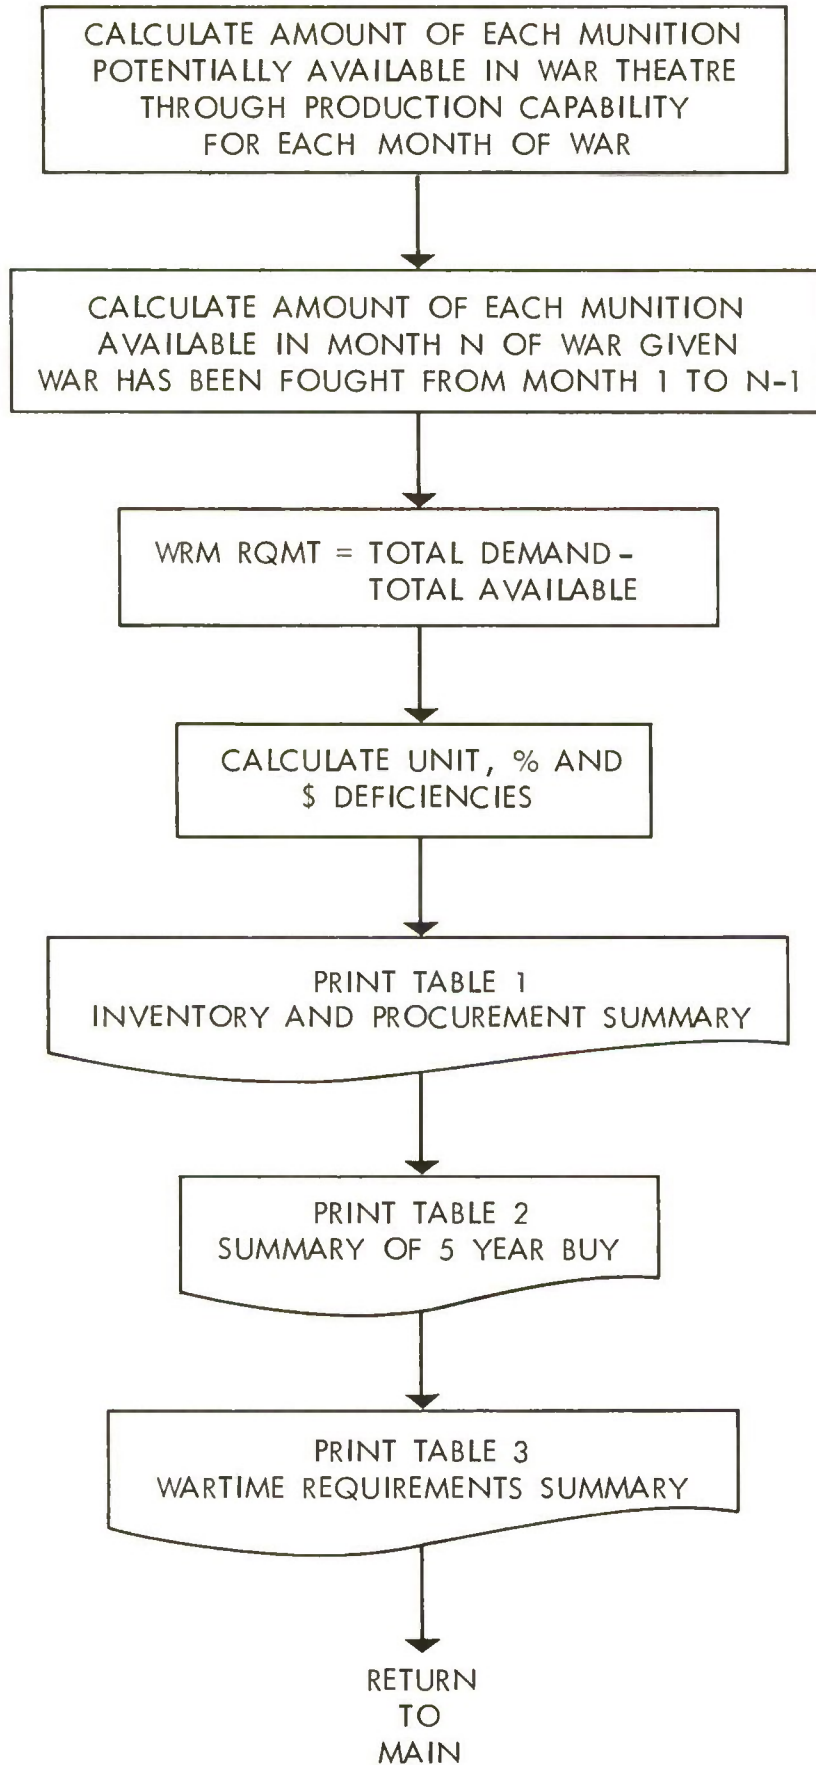 CALCULATE AMOUNT OF EACH MUNITION
POTENTIALLY AVAILABLE IN WAR THEATRE
THROUGH PRODUCTION CAPABILITY
FOR EACH MONTH OF WAR
CALCULATE AMOUNT OF EACH MUNITION
AVAILABLE IN MONTH N OF WAR GIVEN
WAR HAS BEEN FOUGHT FROM MONTH 1 TO N-1
WRM RQMT = TOTAL DEMAND -
TOTAL AVAILABLE
CALCULATE UNIT, % AND
$ DEFICIENCIES
PRINT TABLE 1
INVENTORY AND PROCUREMENT SUMMARY
PRINT TABLE 2
SUMMARY OF 5 YEAR BUY
PRINT TABLE 3
WARTIME REQUIREMENTS SUMMARY
RETURN
TO
MAIN